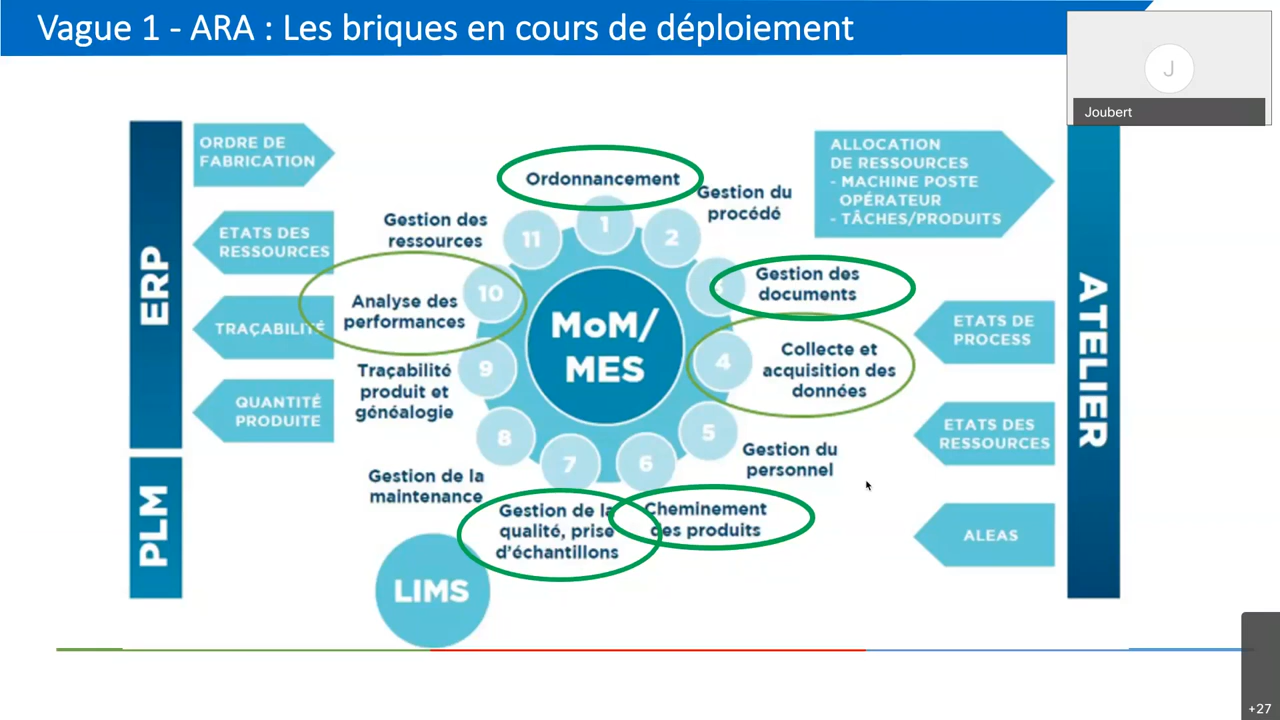 Vague 1 - ARA : Les briques en cours de déploiement
J
Joubert
ERP
ORDRE DE
FABRICATION
ETATS DES
RESSOURCES
TRAÇABILITÉ
QUANTITÉ
PRODUITE
PLM
MoM/
MES
1
Ordonnancement
2
Gestion du
procédé
3
Gestion des
documents
4
Collecte et
acquisition des
données
5
Gestion du
personnel
6
Cheminement
des produits
7
Gestion de la
qualité, prise
d'échantillons
8
Gestion de la
maintenance
9
Traçabilité
produit et
généalogie
10
Analyse des
performances
11
Gestion des
ressources
LIMS
ALLOCATION
DE RESSOURCES
- MACHINE POSTE
OPÉRATEUR
- TÂCHES/PRODUITS
ETATS DE
PROCESS
ETATS DES
RESSOURCES
ALEAS
ATELIER
+27